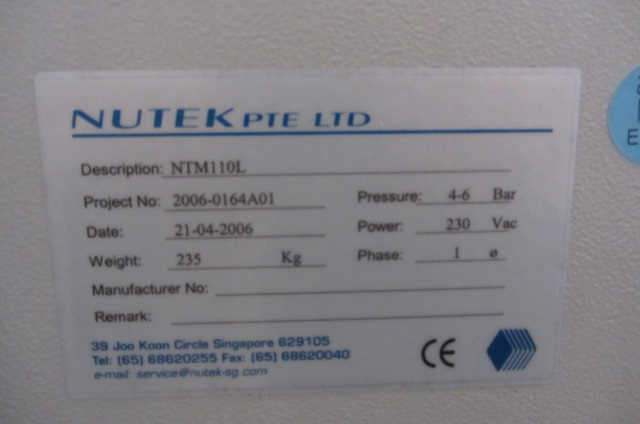 NUTEK PTE LTD
Description: NTM110L
Project No: 2006-0164A01 Pressure: 4-6 Bar
Date: 21-04-2006 Power: 230 Vac
Weight: 235 Kg Phase: 1 ø
Manufacturer No:
Remark:
39 Joo Koon Circle Singapore 629105
Tel: (65) 68620255 Fax: (65) 68620040
e-mail: service@nutek-sg.com
CE